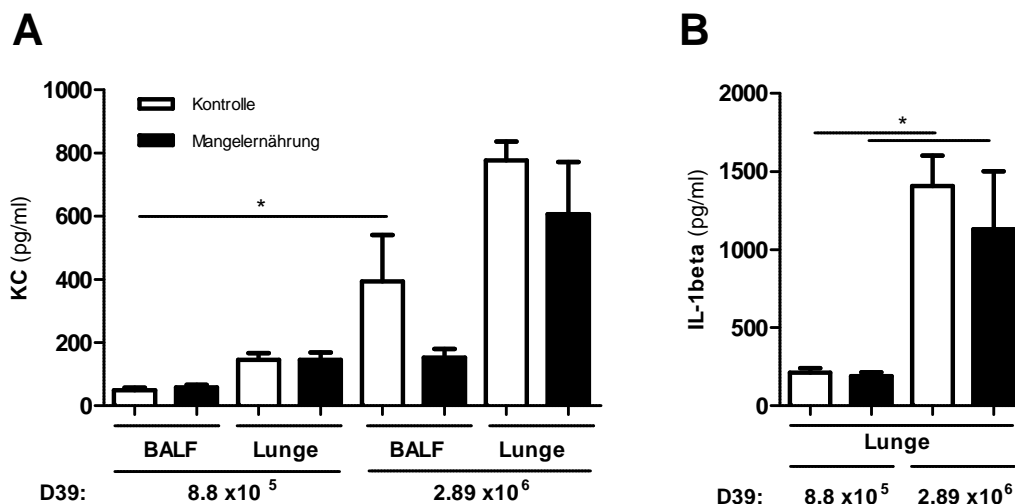 A
KC (pg/ml)
1000
800
600
400
200
0
Kontrolle
Mangelernährung
*
BALF Lunge BALF Lunge
D39: 8.8 x10 5 2.89 x10 6
B
IL-1beta (pg/ml)
2000
1500
1000
500
0
*
Lunge
D39: 8.8 x10 5 2.89 x10 6